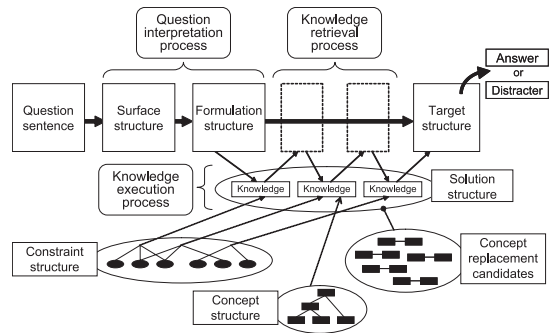 Question
interpretation
process
Knowledge
retrieval
process
Answer
or
Distracter
Question
sentence
Surface
structure
Formulation
structure
Target
structure
Knowledge
execution
process
Knowledge
Knowledge
Knowledge
Solution
structure
Constraint
structure
Concept
structure
Concept
replacement
candidates